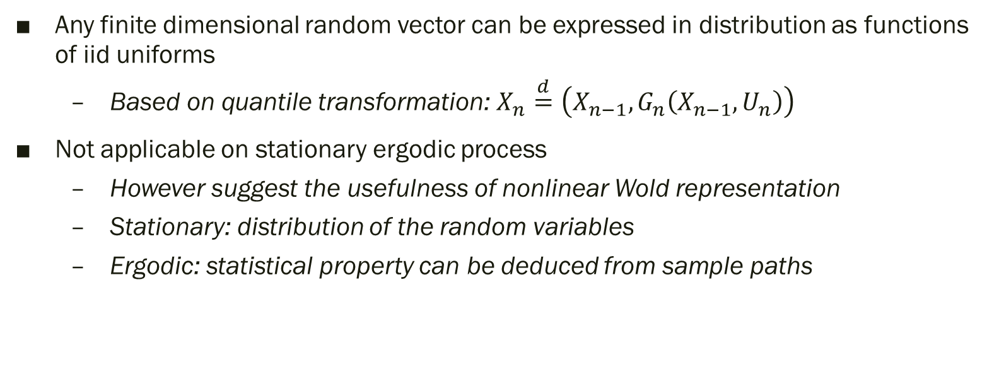 ■ Any finite dimensional random vector can be expressed in distribution as functions
of iid uniforms
– Based on quantile transformation: $X_n \overset{d}{=} (X_{n-1}, G_n(X_{n-1}, U_n))$
■ Not applicable on stationary ergodic process
– However suggest the usefulness of nonlinear Wold representation
– Stationary: distribution of the random variables
– Ergodic: statistical property can be deduced from sample paths